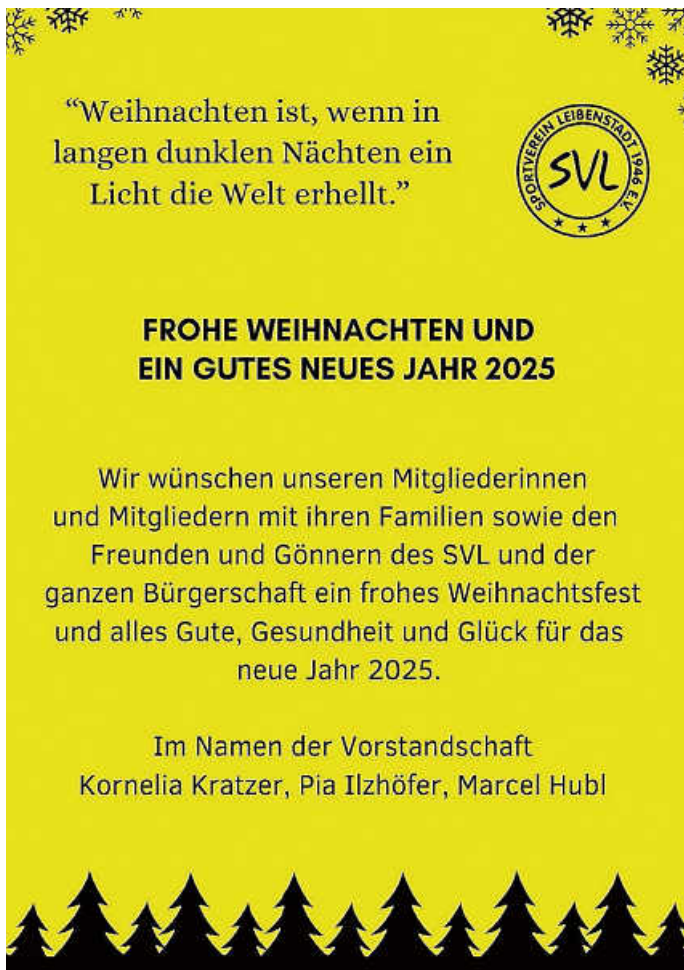 “Weihnachten ist, wenn in
langen dunklen Nächten ein
Licht die Welt erhellt.”
SPORTVEREIN LEIBENSTADT 1946 E.V.
SVL
FROHE WEIHNACHTEN UND
EIN GUTES NEUES JAHR 2025
Wir wünschen unseren Mitgliederinnen
und Mitgliedern mit ihren Familien sowie den
Freunden und Gönnern des SVL und der
ganzen Bürgerschaft ein frohes Weihnachtsfest
und alles Gute, Gesundheit und Glück für das
neue Jahr 2025.
Im Namen der Vorstandschaft
Kornelia Kratzer, Pia Ilzhöfer, Marcel Hubl